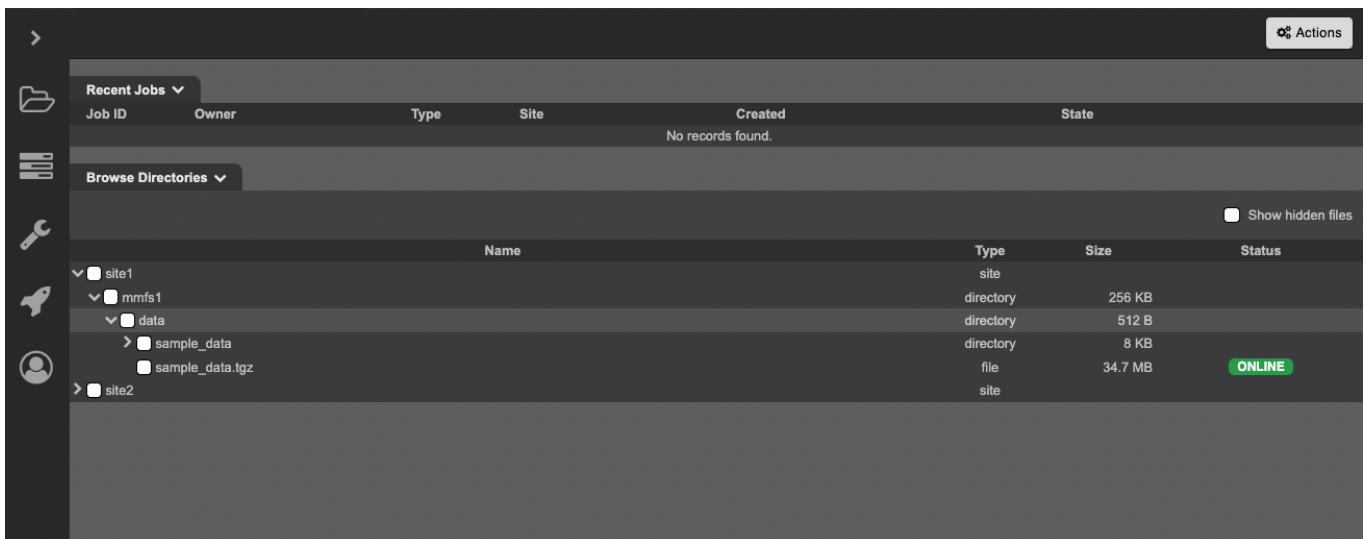 Actions
Recent Jobs
Job ID Owner Type Site Created State
No records found.
Browse Directories
Show hidden files
Name Type Size Status
site1 site
mmfs1 directory 256 KB
data directory 512 B
sample_data directory 8 KB
sample_data.tgz file 34.7 MB ONLINE
site2 site